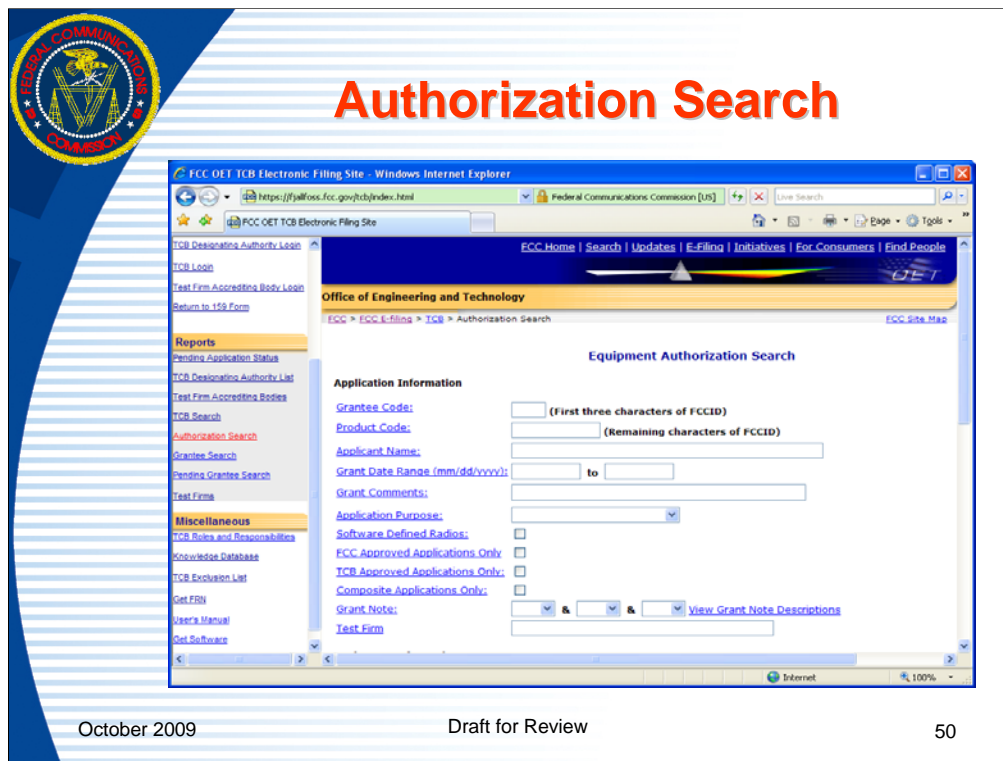 FEDERAL COMMUNICATIONS COMMISSION
Authorization Search
FCC OET TCB Electronic Filing Site - Windows Internet Explorer
https://fjallfoss.fcc.gov/tcb/index.html
Federal Communications Commission [US]
Live Search
FCC OET TCB Electronic Filing Site
Page
Tools
TCB Designating Authority Login
TCB Login
Test Firm Accrediting Body Login
Return to 159 Form
Reports
Pending Application Status
TCB Designating Authority List
Test Firm Accrediting Bodies
TCB Search
Authorization Search
Grantee Search
Pending Grantee Search
Test Firms
Miscellaneous
TCB Roles and Responsibilities
Knowledge Database
TCB Exclusion List
Get FRN
User's Manual
Get Software
FCC Home | Search | Updates | E-Filing | Initiatives | For Consumers | Find People
OET
Office of Engineering and Technology
FCC > FCC E-filing > TCB > Authorization Search FCC Site Map
Equipment Authorization Search
Application Information
Grantee Code: (First three characters of FCCID)
Product Code: (Remaining characters of FCCID)
Applicant Name:
Grant Date Range (mm/dd/yyyy): to
Grant Comments:
Application Purpose:
Software Defined Radios:
FCC Approved Applications Only
TCB Approved Applications Only:
Composite Applications Only:
Grant Note: & & View Grant Note Descriptions
Test Firm
Internet 100%
October 2009 Draft for Review 50